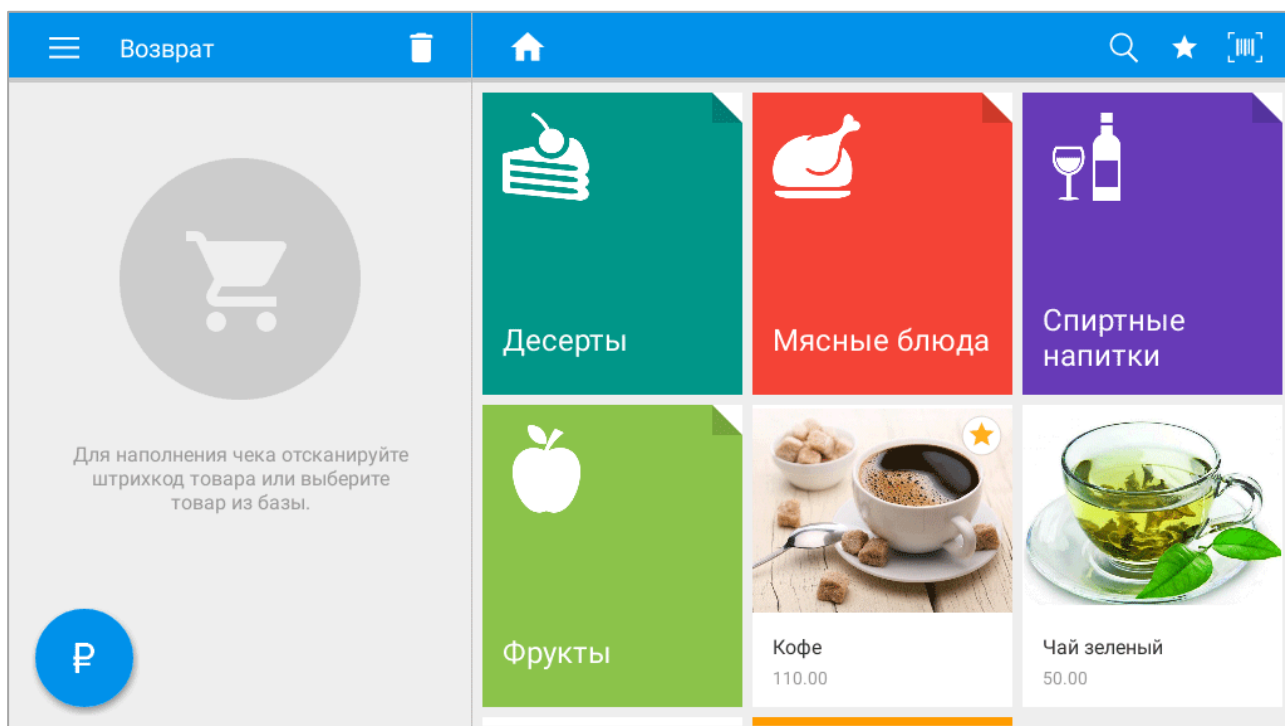 Возврат
Для наполнения чека отсканируйте
штрихкод товара или выберите
товар из базы.
₽
Десерты
Мясные блюда
Спиртные
напитки
Фрукты
Кофе
110.00
Чай зеленый
50.00